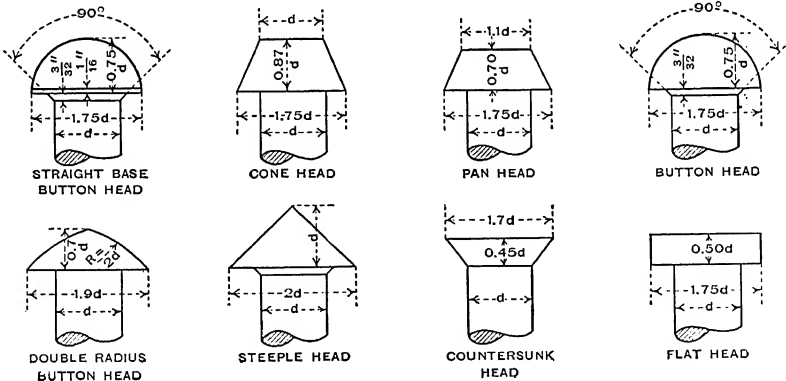 90°
3"
32
1"
16
0.75
d
1.75d
d
STRAIGHT BASE
BUTTON HEAD
d
0.87
d
1.75d
d
CONE HEAD
1.1d
0.70
d
1.75d
d
PAN HEAD
90°
3"
32
0.75
d
1.75d
d
BUTTON HEAD
0.7
d
1.9d
d
DOUBLE RADIUS
BUTTON HEAD
d
2d
d
STEEPLE HEAD
1.7d
0.45d
d
COUNTERSUNK
HEAD
0.50d
1.75d
d
FLAT HEAD